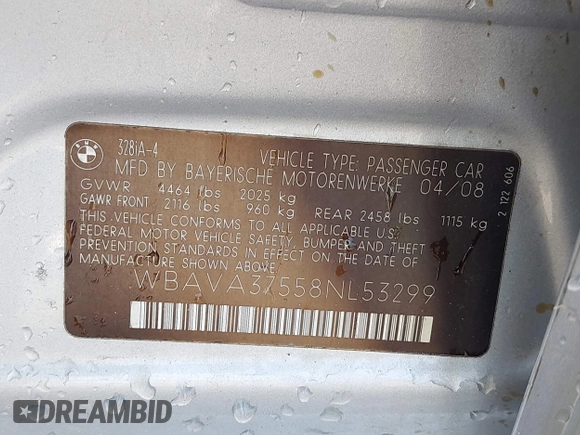 BMW
328iA-4
VEHICLE TYPE: PASSENGER CAR
MFD BY BAYERISCHE MOTORENWERKE 04/08
GVWR 4464 lbs 2025 kg
GAWR FRONT 2116 lbs 960 kg REAR 2458 lbs 1115 kg
THIS VEHICLE CONFORMS TO ALL APPLICABLE
FEDERAL MOTOR VEHICLE SAFETY, BUMPER AND THEFT
PREVENTION STANDARDS IN EFFECT ON THE DATE OF
MANUFACTURE SHOWN ABOVE.
WBAVA37558NL53299
2 122 606
DREAMBID